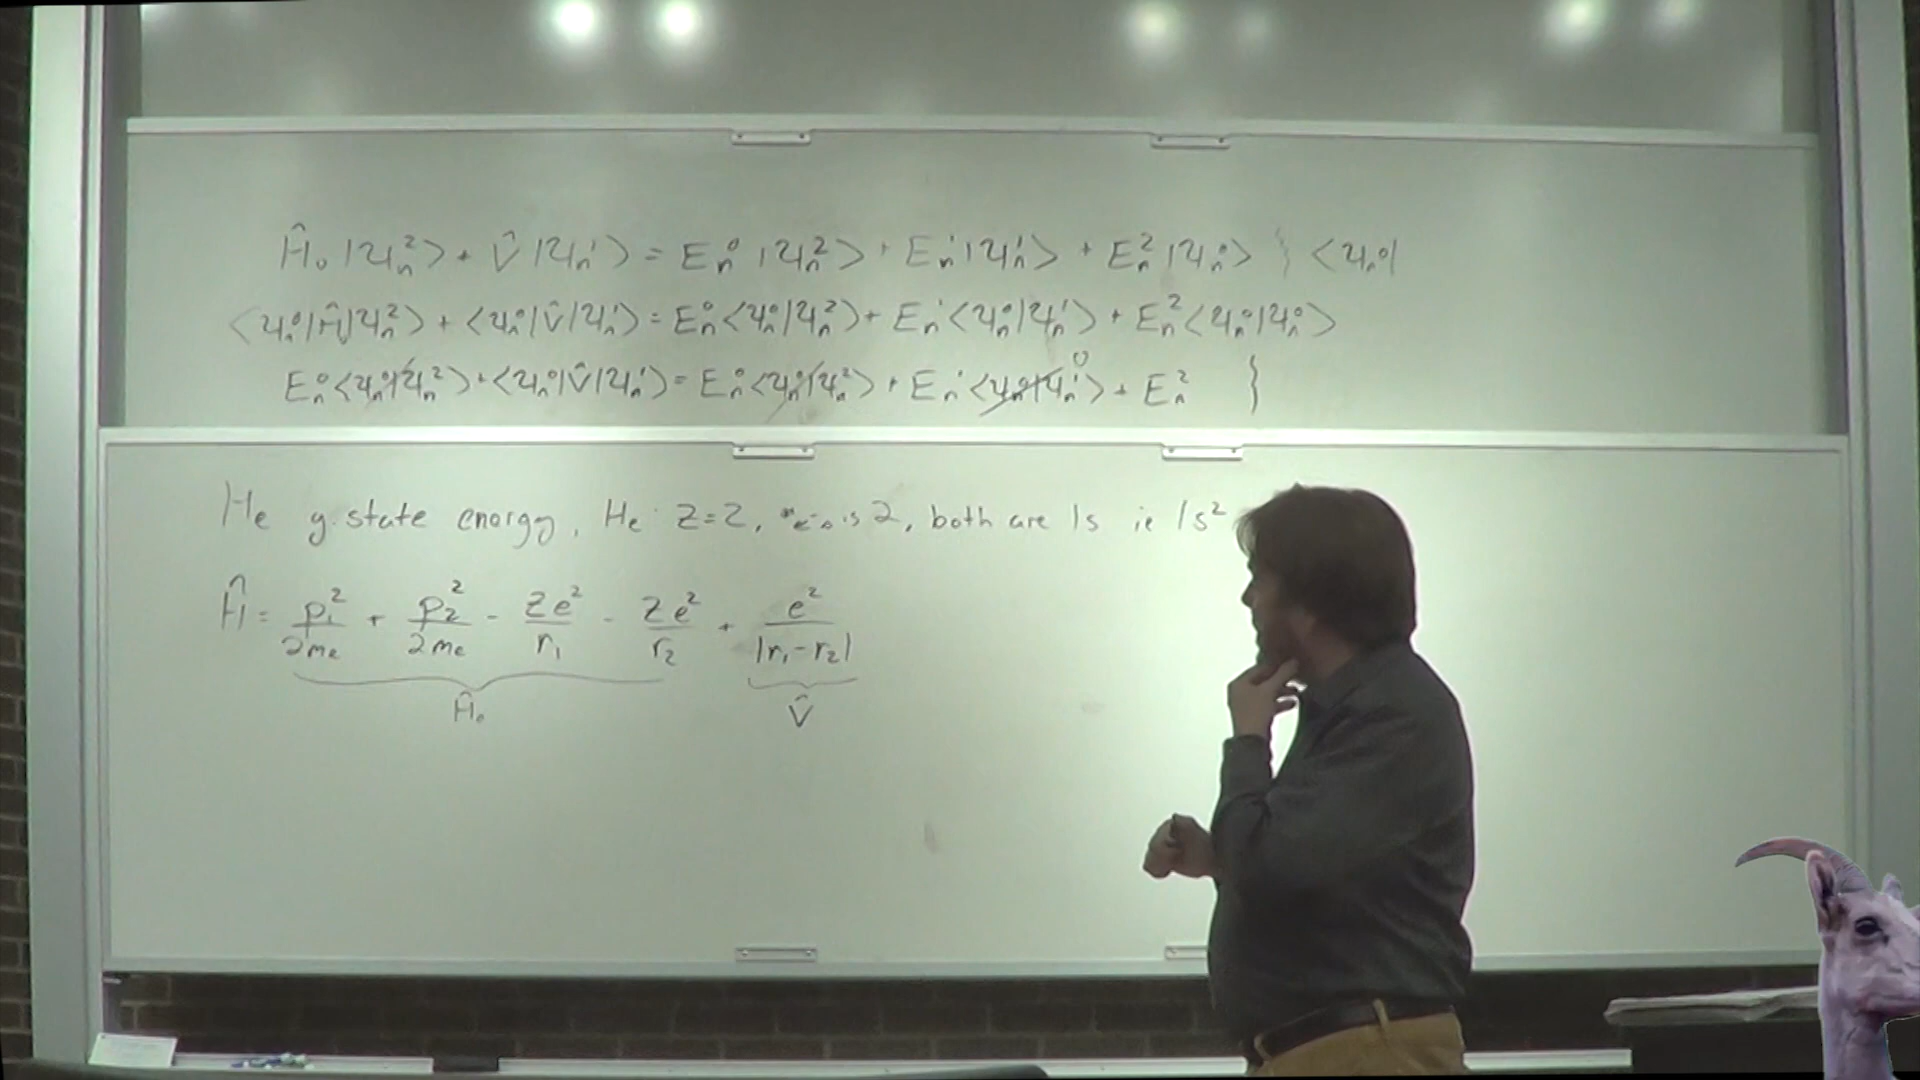 Ĥ₀|Ψₙ²> + V̂|Ψₙ¹> = Eₙ⁰|Ψₙ²> + Eₙ¹|Ψₙ¹> + Eₙ²|Ψₙ⁰> } <Ψₙ⁰|
<Ψₙ⁰|Ĥ₀|Ψₙ²> + <Ψₙ⁰|V̂|Ψₙ¹> = Eₙ⁰<Ψₙ⁰|Ψₙ²> + Eₙ¹<Ψₙ⁰|Ψₙ¹> + Eₙ²<Ψₙ⁰|Ψₙ⁰>
Eₙ⁰<Ψₙ⁰|Ψₙ²> + <Ψₙ⁰|V̂|Ψₙ¹> = Eₙ⁰<Ψₙ⁰|Ψₙ²> + Eₙ¹<Ψₙ⁰|Ψₙ¹> 0 + Eₙ² }
He g. state energy, He Z=2, is 2, both are 1s ie 1s²
Ĥ = p₁²/2mₑ + p₂²/2mₑ - Ze²/r₁ - Ze²/r₂ + e²/|r₁-r₂|
Ĥ₀ V̂